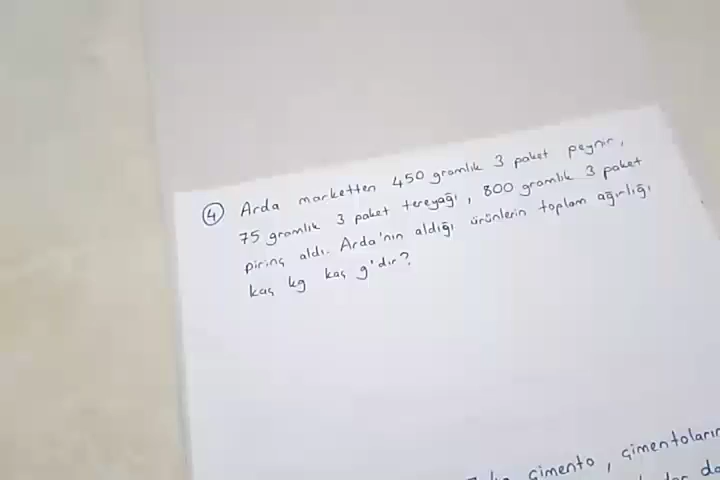 4 Arda marketten 450 gramlık 3 paket peynir,
75 gramlık 3 paket tereyağı, 800 gramlık 3 paket
pirinç aldı. Arda'nın aldığı ürünlerin toplam ağırlığı
kaç kg kaç g'dır?
çimento, çimentoların